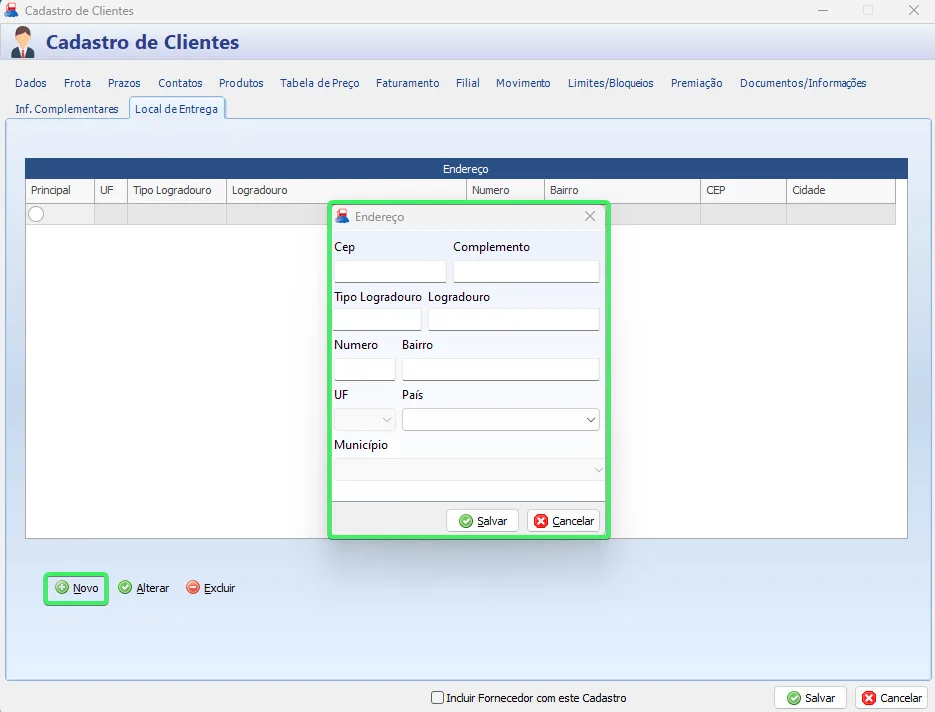 Cadastro de Clientes
Cadastro de Clientes
Dados Frota Prazos Contatos Produtos Tabela de Preço Faturamento Filial Movimento Limites/Bloqueios Premiação Documentos/Informações
Inf. Complementares Local de Entrega
Endereço
Principal UF Tipo Logradouro Logradouro Numero Bairro CEP Cidade
Endereço
Cep Complemento
Tipo Logradouro Logradouro
Numero Bairro
UF País
Município
Salvar Cancelar
Novo Alterar Excluir
Incluir Fornecedor com este Cadastro Salvar Cancelar